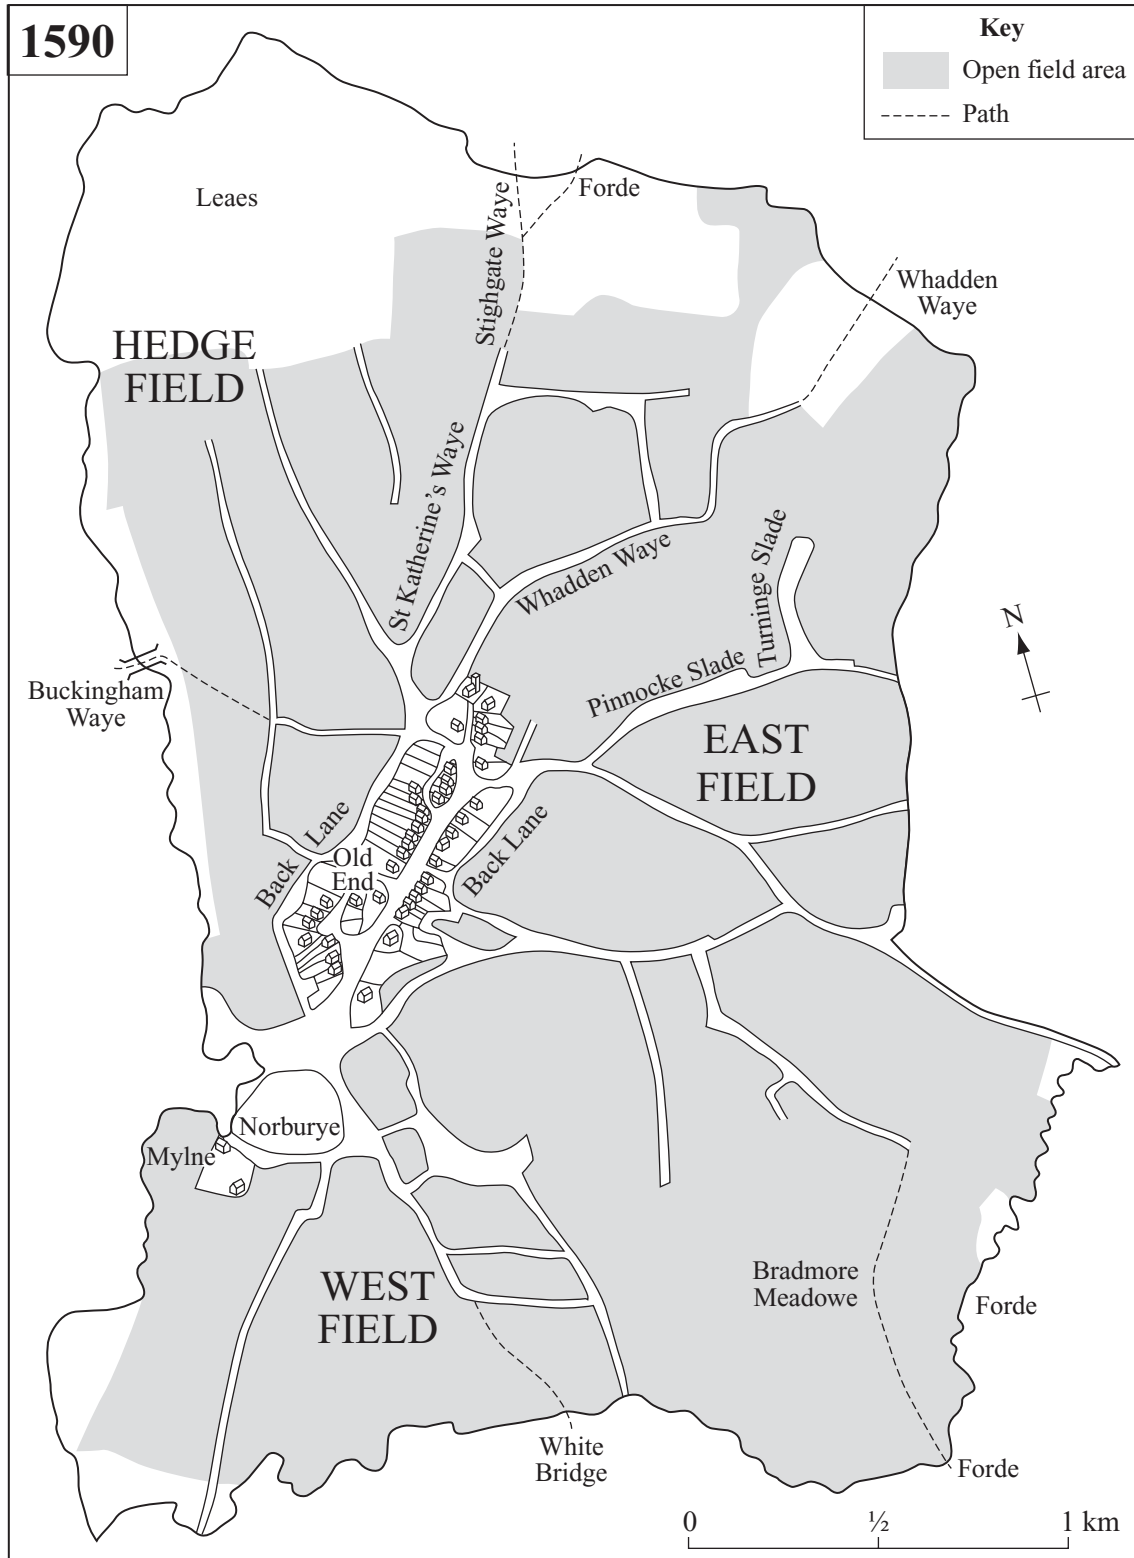 1590
Key
Open field area
Path
Forde
Stighgate Waye
Leaes
Whadden
Waye
HEDGE
FIELD
St Katherine's Waye
Whadden Waye
Turninge Slade
N
Pinnocke Slade
Buckingham
Waye
EAST
FIELD
Back Lane
Old
End
Back Lane
Norburye
Mylne
Bradmore
Meadowe
WEST
FIELD
Forde
White
Bridge
Forde
0 ½ 1 km